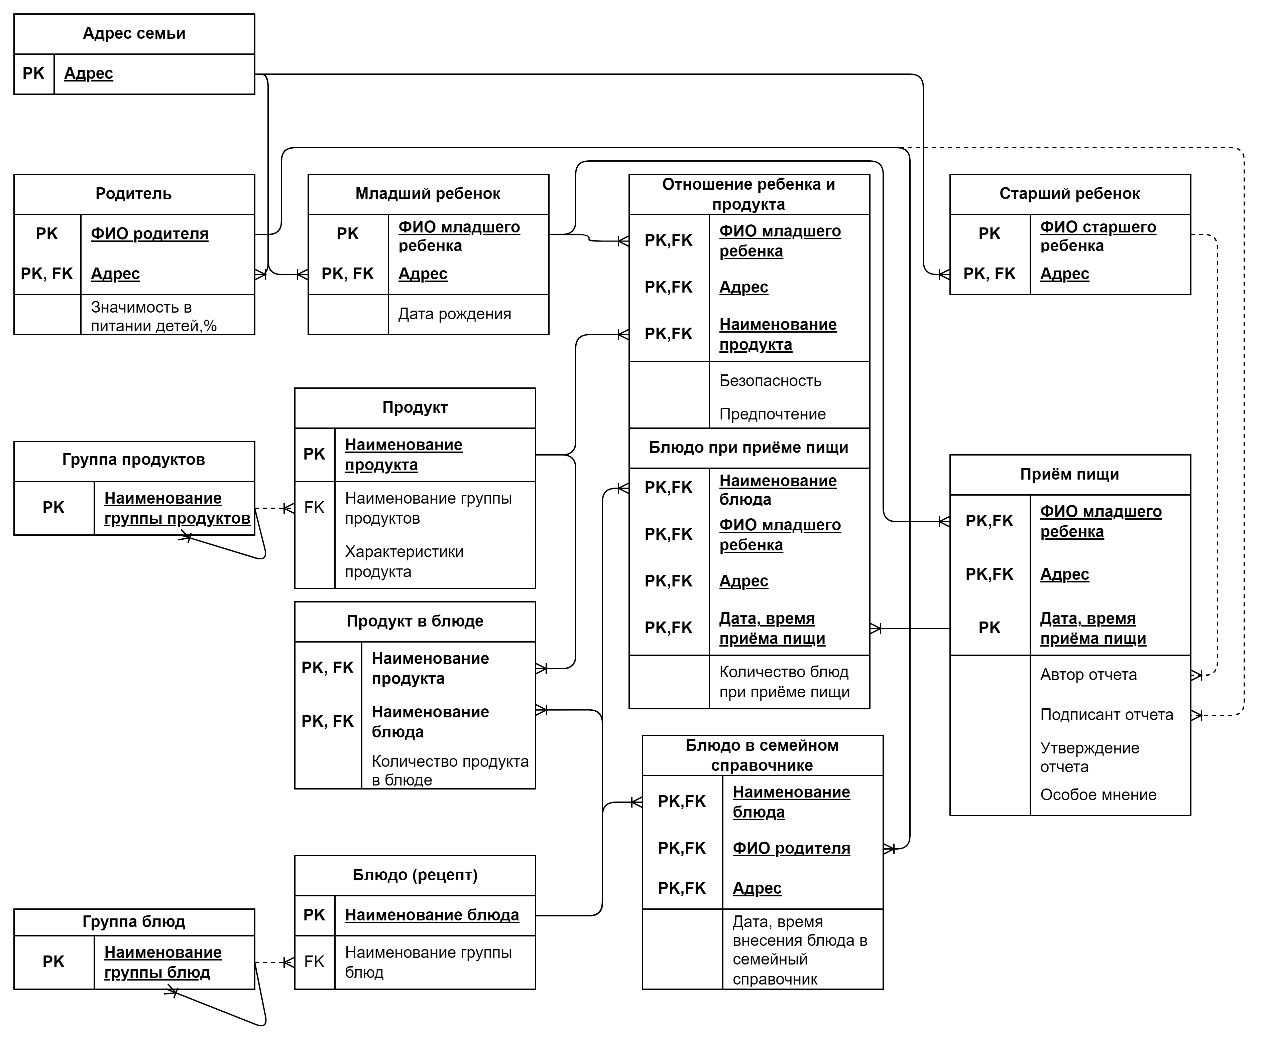 Адрес семьи
PK
Адрес
Родитель
PK
ФИО родителя
PK, FK
Адрес
Значимость в
питании детей,%
Младший ребенок
PK
ФИО младшего
ребенка
PK, FK
Адрес
Дата рождения
Отношение ребенка и
продукта
PK,FK
ФИО младшего
ребенка
PK,FK
Адрес
PK,FK
Наименование
продукта
Безопасность
Предпочтение
Старший ребенок
PK
ФИО старшего
ребенка
PK, FK
Адрес
Группа продуктов
PK
Наименование
группы продуктов
Продукт
PK
Наименование
продукта
FK
Наименование группы
продуктов
Характеристики
продукта
Блюдо при приёме пищи
PK,FK
Наименование
блюда
PK,FK
ФИО младшего
ребенка
PK,FK
Адрес
PK,FK
Дата, время
приёма пищи
Количество блюд
при приёме пищи
Приём пищи
PK,FK
ФИО младшего
ребенка
PK,FK
Адрес
PK
Дата, время
приёма пищи
Автор отчета
Подписант отчета
Утверждение
отчета
Особое мнение
Продукт в блюде
PK, FK
Наименование
продукта
PK, FK
Наименование
блюда
Количество продукта
в блюде
Блюдо в семейном
справочнике
PK,FK
Наименование
блюда
PK,FK
ФИО родителя
PK,FK
Адрес
Дата, время
внесения блюда в
семейный
справочник
Группа блюд
PK
Наименование
группы блюд
Блюдо (рецепт)
PK
Наименование блюда
FK
Наименование группы
блюд